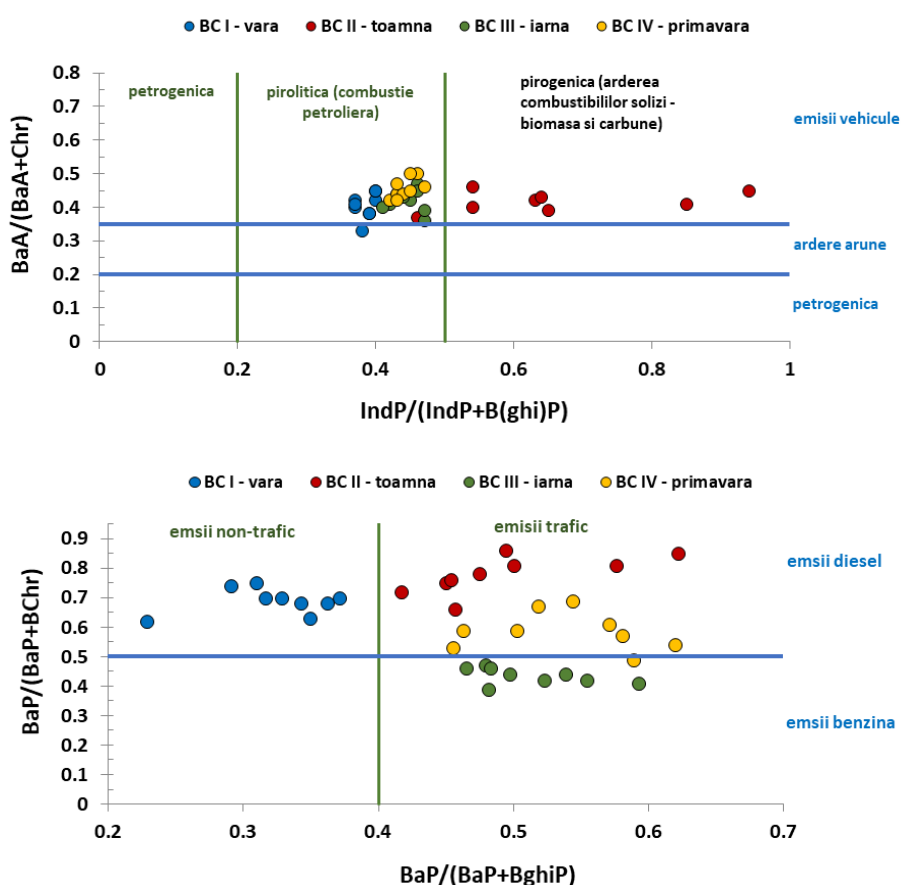 BC I - vara BC II - toamna BC III - iarna BC IV - primavara
0.8
0.7
0.6
0.5
0.4
0.3
0.2
0.1
0
BaA/(BaA+Chr)
petrogenica
pirolitica (combustie
petroliera)
pirogenica (arderea
combustibililor solizi -
biomasa si carbune)
emisii vehicule
ardere arune
petrogenica
0 0.2 0.4 0.6 0.8 1
IndP/(IndP+B(ghi)P)
BC I - vara BC II - toamna BC III - iarna BC IV - primavara
0.9
0.8
0.7
0.6
0.5
0.4
0.3
0.2
0.1
0
BaP/(BaP+BChr)
emsii non-trafic
emisii trafic
emsii diesel
emsii benzina
0.2 0.3 0.4 0.5 0.6 0.7
BaP/(BaP+BghiP)